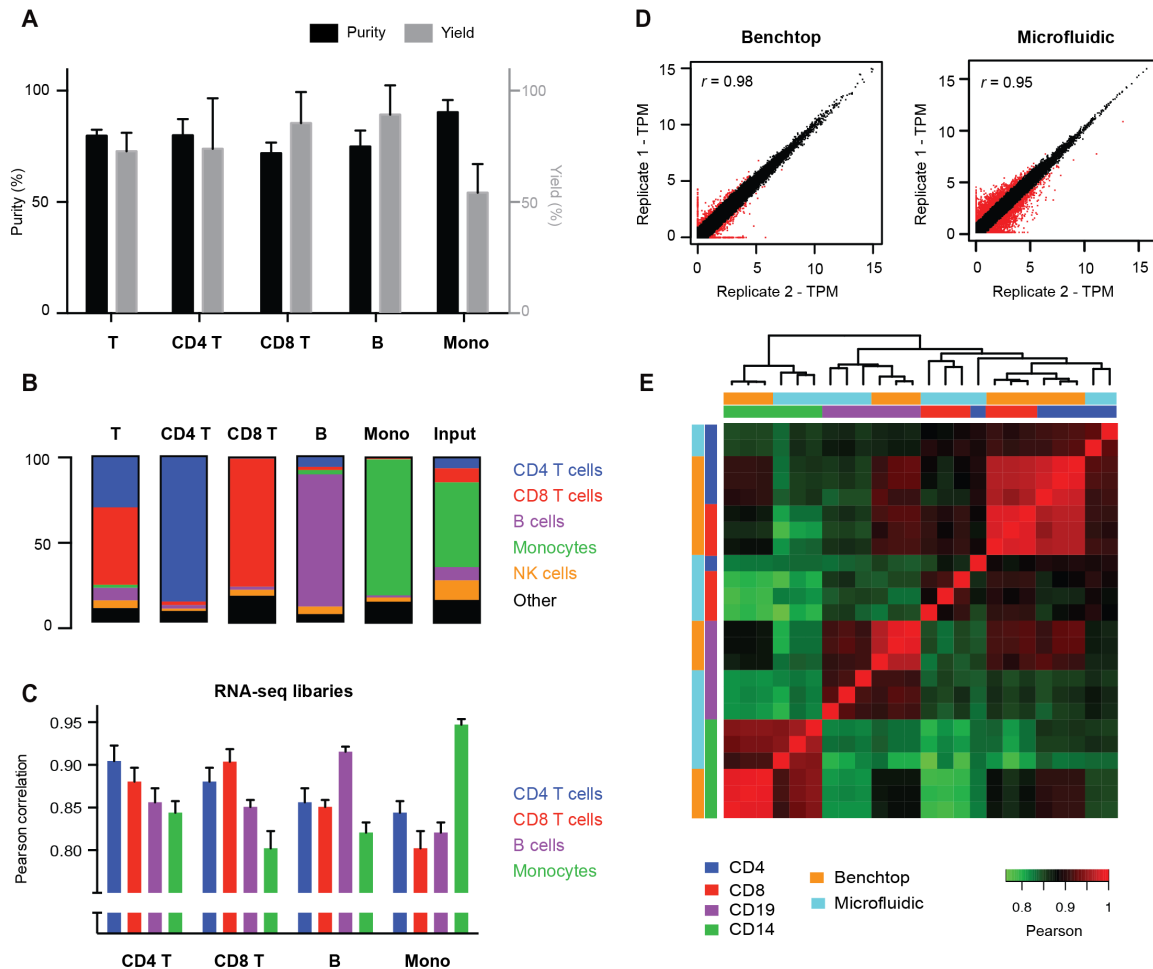 A
Purity
Yield
100
50
0
Purity (%)
100
50
0
Yield (%)
T
CD4 T
CD8 T
B
Mono
B
T
CD4 T
CD8 T
B
Mono
Input
100
50
0
CD4 T cells
CD8 T cells
B cells
Monocytes
NK cells
Other
C
RNA-seq libaries
0.95
0.90
0.85
0.80
Pearson correlation
CD4 T cells
CD8 T cells
B cells
Monocytes
CD4 T
CD8 T
B
Mono
D
Benchtop
r = 0.98
15
10
5
0
Replicate 1 - TPM
0
5
10
15
Replicate 2 - TPM
Microfluidic
r = 0.95
15
10
5
0
Replicate 1 - TPM
0
5
10
15
Replicate 2 - TPM
E
CD4
CD8
CD19
CD14
Benchtop
Microfluidic
0.8
0.9
1
Pearson